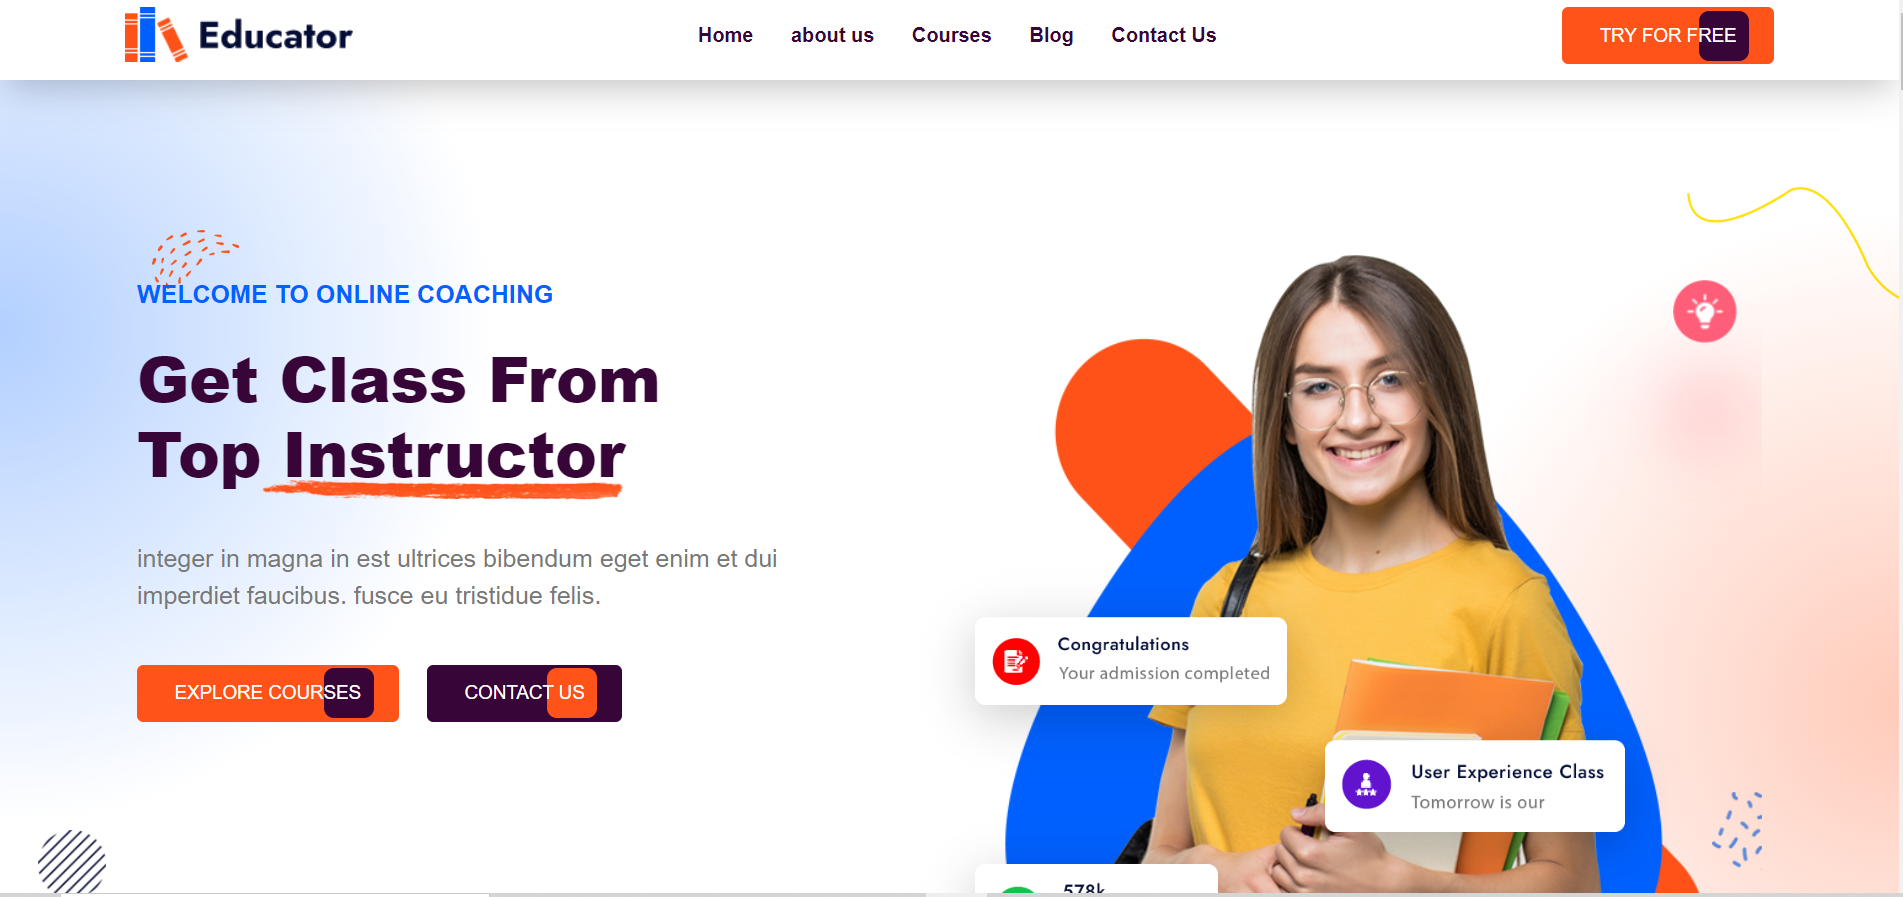 Educator
Home about us Courses Blog Contact Us
TRY FOR FREE
WELCOME TO ONLINE COACHING
Get Class From
Top Instructor
integer in magna in est ultrices bibendum eget enim et dui
imperdiet faucibus. fusce eu tristidue felis.
EXPLORE COURSES
CONTACT US
Congratulations
Your admission completed
User Experience Class
Tomorrow is our
578k